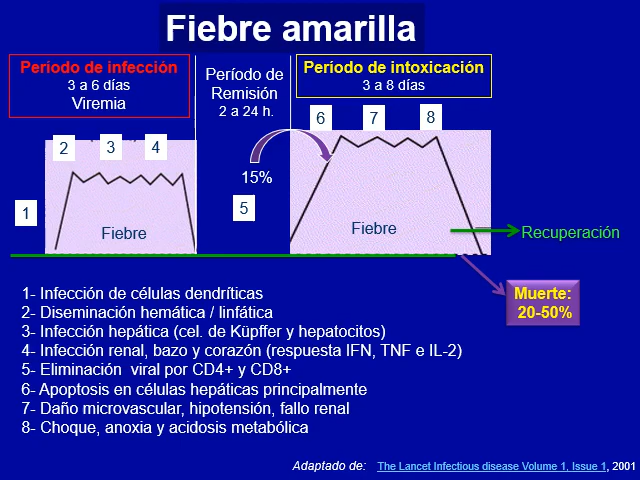 Fiebre amarilla
Período de infección
3 a 6 días
Viremia
Período de
Remisión
2 a 24 h.
Período de intoxicación
3 a 8 días
2
3
4
6
7
8
15%
1
5
Fiebre
Fiebre
Recuperación
Muerte:
20-50%
1- Infección de células dendríticas
2- Diseminación hemática / linfática
3- Infección hepática (cel. de Küpffer y hepatocitos)
4- Infección renal, bazo y corazón (respuesta IFN, TNF e IL-2)
5- Eliminación viral por CD4+ y CD8+
6- Apoptosis en células hepáticas principalmente
7- Daño microvascular, hipotensión, fallo renal
8- Choque, anoxia y acidosis metabólica
Adaptado de: The Lancet Infectious disease Volume 1, Issue 1, 2001